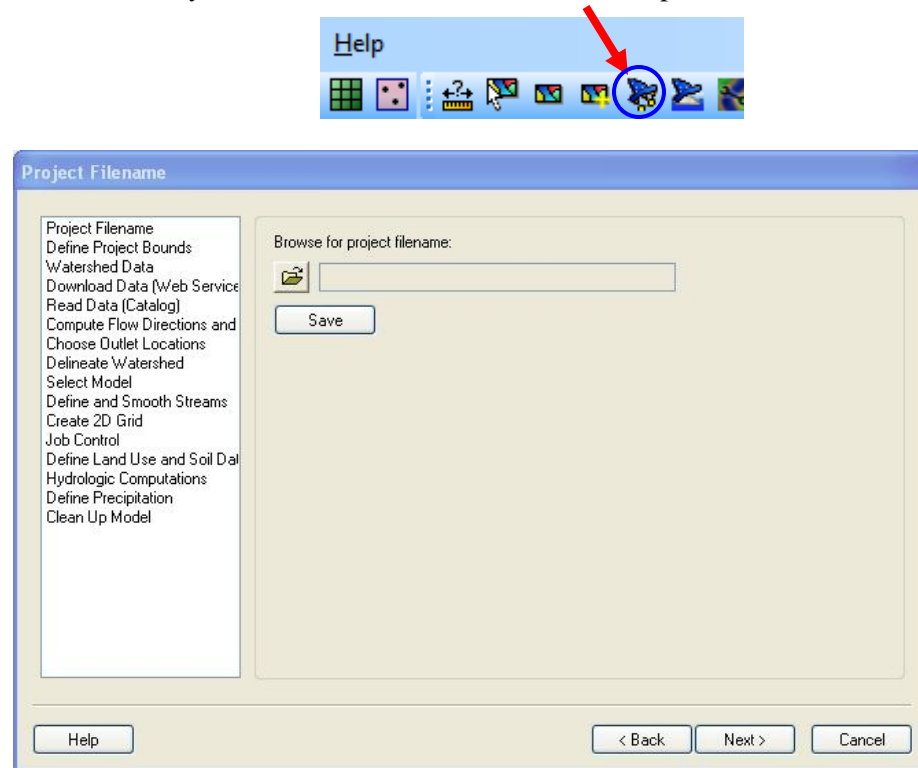 Help
Project Filename
Project Filename
Define Project Bounds
Watershed Data
Download Data (Web Service
Read Data (Catalog)
Compute Flow Directions and
Choose Outlet Locations
Delineate Watershed
Select Model
Define and Smooth Streams
Create 2D Grid
Job Control
Define Land Use and Soil Dat
Hydrologic Computations
Define Precipitation
Clean Up Model
Browse for project filename:
Save
Help
< Back
Next >
Cancel